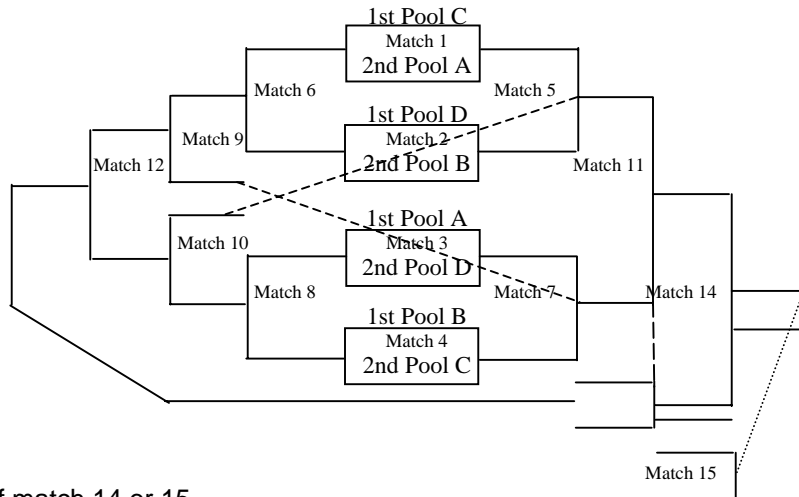 1st Pool C
Match 1
2nd Pool A
Match 6
Match 5
1st Pool D
Match 2
2nd Pool B
Match 9
Match 12
Match 11
1st Pool A
Match 3
2nd Pool D
Match 10
Match 8
Match 7
Match 14
1st Pool B
Match 4
2nd Pool C
Match 15
match 14 or 15